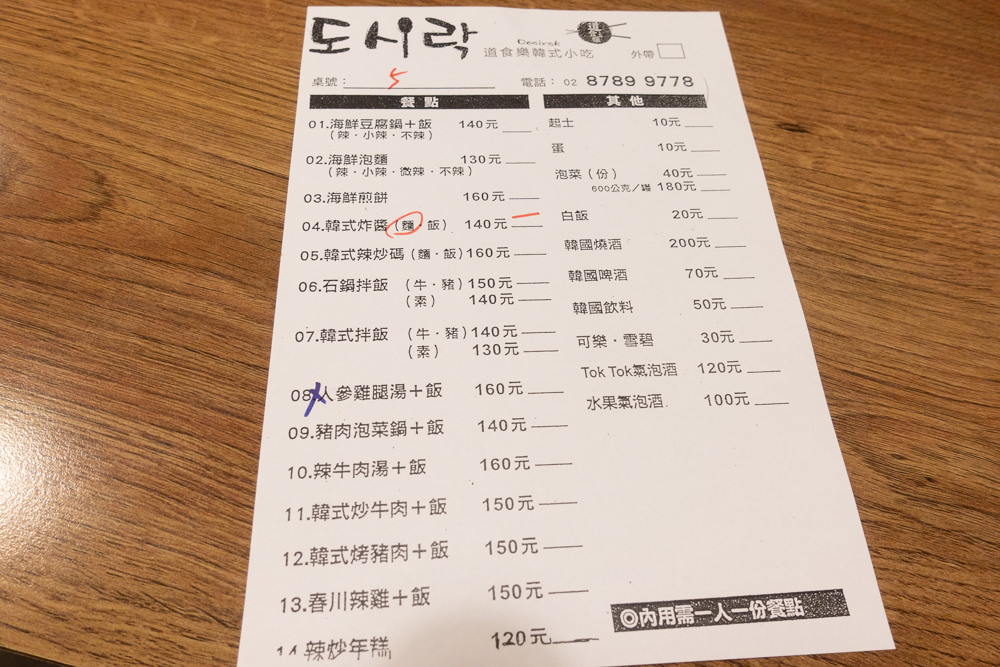 도시락
Desirak
道食樂韓式小吃
外帶
桌號： 5
電話： 02 8789 9778
餐點
01.海鮮豆腐鍋＋飯 140元
（辣・小辣・不辣）
02.海鮮泡麵 130元
（辣・小辣・微辣・不辣）
03.海鮮煎餅 160元
04.韓式炸醬（麵・飯） 140元 一
05.韓式辣炒碼（麵・飯）160元
06.石鍋拌飯 （牛・豬）150元
（素） 140元
07.韓式拌飯 （牛・豬）140元
（素） 130元
08.人參雞腿湯＋飯 160元
09.豬肉泡菜鍋＋飯 140元
10.辣牛肉湯＋飯 160元
11.韓式炒牛肉＋飯 150元
12.韓式烤豬肉＋飯 150元
13.春川辣雞＋飯 150元
14.辣炒年糕 120元
其他
起士 10元
蛋 10元
泡菜（份） 40元
600公克／罐 180元
白飯 20元
韓國燒酒 200元
韓國啤酒 70元
韓國飲料 50元
可樂・雪碧 30元
Tok Tok氣泡酒 120元
水果氣泡酒 100元
◎內用需一人一份餐點